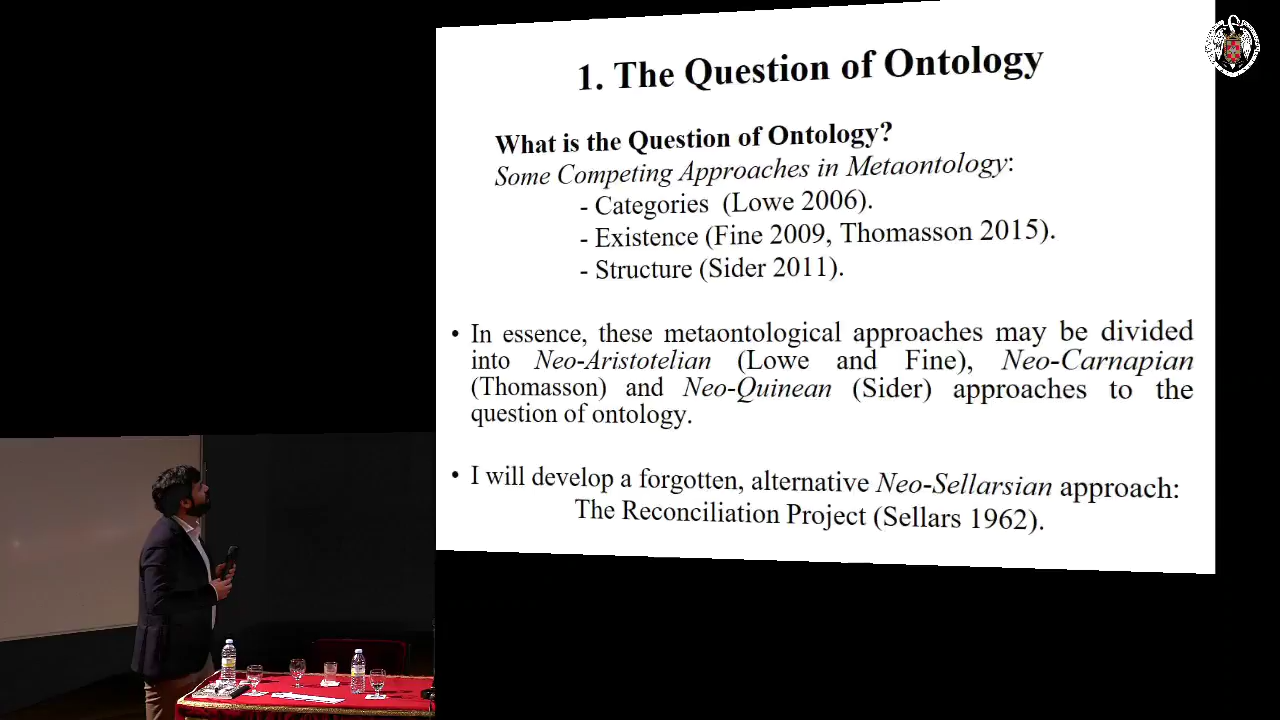 1. The Question of Ontology
What is the Question of Ontology?
Some Competing Approaches in Metaontology:
- Categories (Lowe 2006).
- Existence (Fine 2009, Thomasson 2015).
- Structure (Sider 2011).
• In essence, these metaontological approaches may be divided
into Neo-Aristotelian (Lowe and Fine), Neo-Carnapian
(Thomasson) and Neo-Quinean (Sider) approaches to the
question of ontology.
• I will develop a forgotten, alternative Neo-Sellarsian approach:
The Reconciliation Project (Sellars 1962).